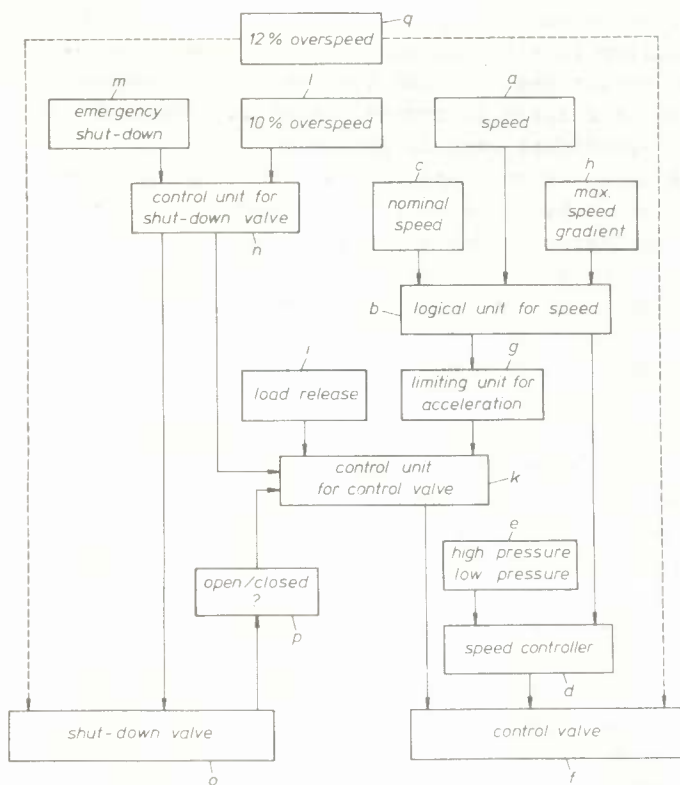 q
12% overspeed
m
l
a
emergency
shut-down
10% overspeed
speed
c
h
nominal
speed
max.
speed
gradient
control unit for
shut-down valve
n
b
logical unit for speed
i
g
load release
limiting unit for
acceleration
control unit
for control valve
k
e
high pressure
low pressure
open/closed
?
p
speed controller
d
shut-down valve
control valve
o
f